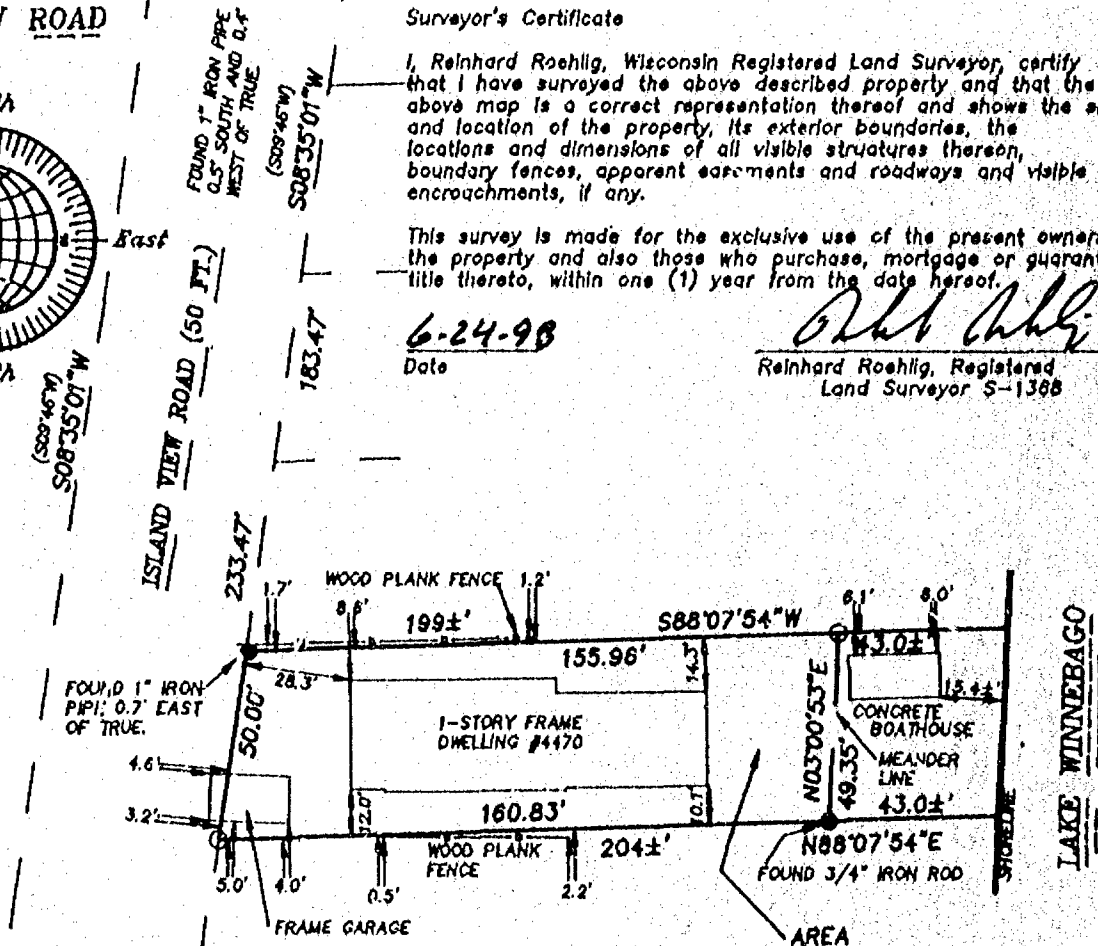 ROAD
Surveyor's Certificate
I, Reinhard Roehlig, Wisconsin Registered Land Surveyor, certify
that I have surveyed the above described property and that the
above map is a correct representation thereof and shows the
and location of the property, its exterior boundaries, the
locations and dimensions of all visible structures thereon,
boundary fences, apparent easements and roadways and visible
encroachments, if any.
This survey is made for the exclusive use of the present
the property and also those who purchase, mortgage or
title thereto, within one (1) year from the date hereof.
6-24-98
Date
Reinhard Roehlig, Registered
Land Surveyor S-1368
FOUND 1" IRON PIPE
0.5' SOUTH AND 0.4'
WEST OF TRUE.
(S09°46'W)
S08°35'01"W
East
(S09°46'W)
S08°35'01"W
ISLAND VIEW ROAD (50 FT.)
183.47'
233.47'
1.7'
WOOD PLANK FENCE 1.2'
8.6'
199±'
S88°07'54"W
6.1'
8.0'
155.96'
43.0±'
14.3'
28.3'
FOUND 1" IRON
PIPE 0.7' EAST
OF TRUE.
50.00'
1-STORY FRAME
DWELLING #4470
N03°00'53"E
49.35'
15.4±'
CONCRETE
BOATHOUSE
MEANDER
LINE
4.6'
3.2'
12.0'
160.83'
10.1'
43.0±'
N88°07'54"E
WOOD PLANK
FENCE
204±'
FOUND 3/4" IRON ROD
5.0'
4.0'
0.5'
2.2'
FRAME GARAGE
AREA
SHORELINE
LAKE WINNEBAGO